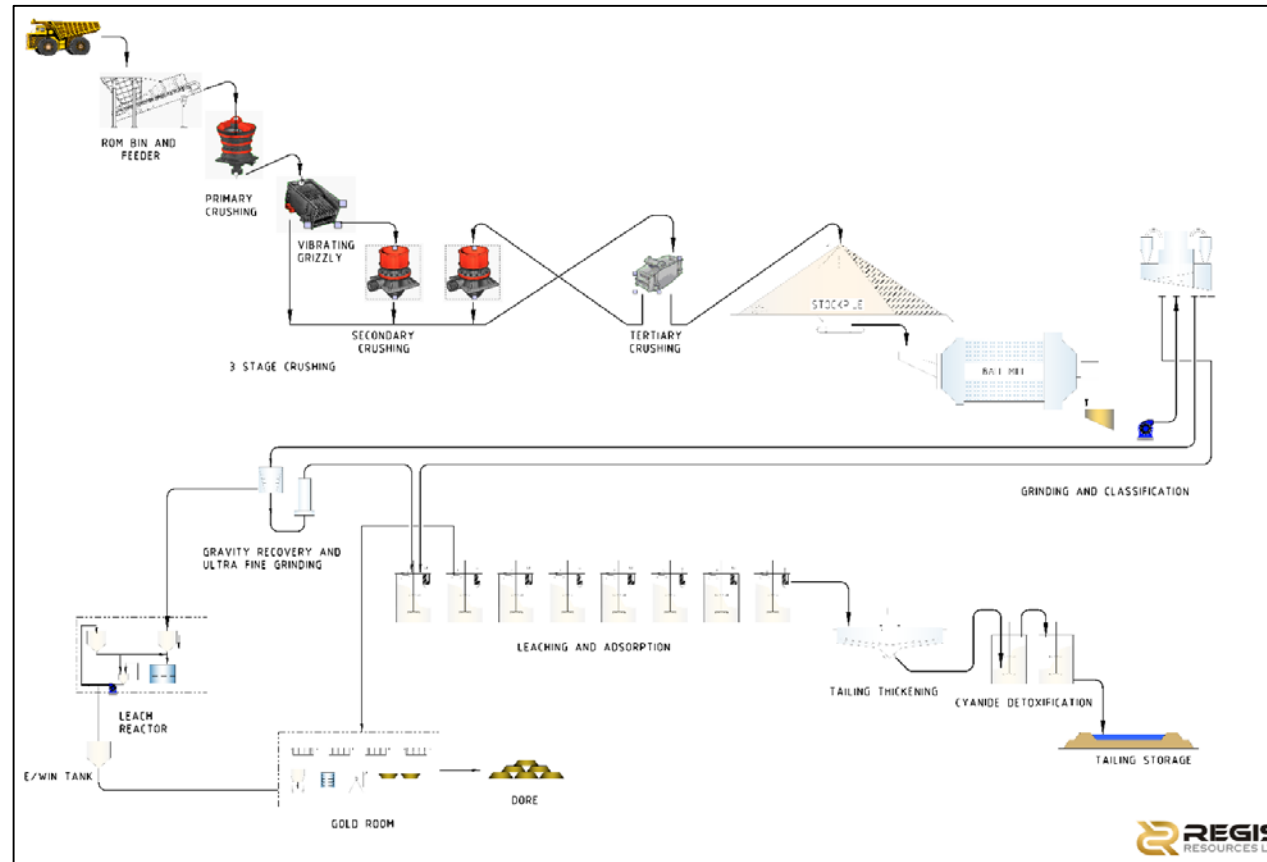 ROM BIN AND
FEEDER
PRIMARY
CRUSHING
VIBRATING
GRIZZLY
SECONDARY
CRUSHING
TERTIARY
CRUSHING
3 STAGE CRUSHING
STOCKPILE
BALL MILL
GRINDING AND CLASSIFICATION
GRAVITY RECOVERY AND
ULTRA FINE GRINDING
LEACHING AND ADSORPTION
TAILING THICKENING
CYANIDE DETOXIFICATION
TAILING STORAGE
LEACH
REACTOR
E/WIN TANK
GOLD ROOM
DORE
REGIS
RESOURCES L